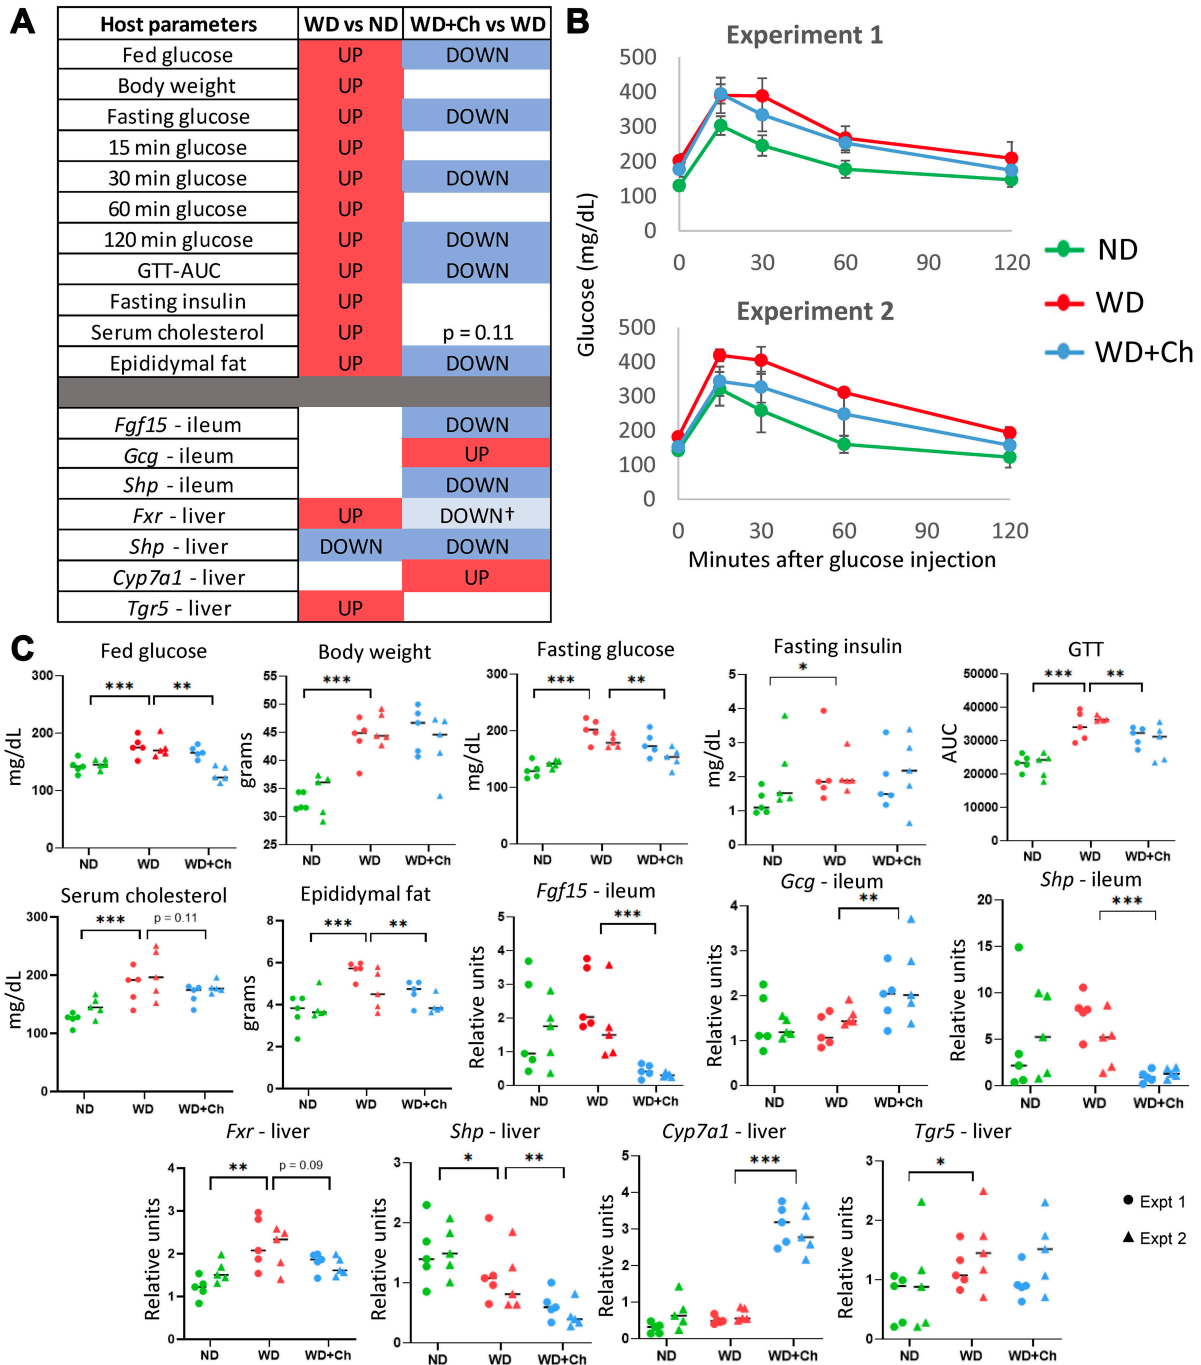 A
Host parameters WD vs ND WD+Ch vs WD
Fed glucose UP DOWN
Body weight UP
Fasting glucose UP DOWN
15 min glucose UP
30 min glucose UP DOWN
60 min glucose UP
120 min glucose UP DOWN
GTT-AUC UP DOWN
Fasting insulin UP
Serum cholesterol UP p = 0.11
Epididymal fat UP DOWN
Fgf15 - ileum DOWN
Gcg - ileum UP
Shp - ileum DOWN
Fxr - liver UP DOWN†
Shp - liver DOWN DOWN
Cyp7a1 - liver UP
Tgr5 - liver UP
B
Experiment 1
500
400
300
200
100
0
0 30 60 90 120
Experiment 2
500
400
300
200
100
0
0 30 60 90 120
Glucose (mg/dL)
Minutes after glucose injection
ND
WD
WD+Ch
C
Fed glucose
mg/dL
300
200
100
0
*** **
ND WD WD+Ch
Body weight
grams
55
50
45
40
35
30
25
***
ND WD WD+Ch
Fasting glucose
mg/dL
300
200
100
0
*** **
ND WD WD+Ch
Fasting insulin
mg/dL
5
4
3
2
1
0
*
ND WD WD+Ch
GTT
AUC
50000
40000
30000
20000
10000
0
*** **
ND WD WD+Ch
Serum cholesterol
mg/dL
300
200
100
0
*** p = 0.11
ND WD WD+Ch
Epididymal fat
grams
8
6
4
2
0
*** **
ND WD WD+Ch
Fgf15 - ileum
Relative units
5
4
3
2
1
0
***
ND WD WD+Ch
Gcg - ileum
Relative units
4
3
2
1
0
**
ND WD WD+Ch
Shp - ileum
Relative units
20
15
10
5
0
***
ND WD WD+Ch
Fxr - liver
Relative units
4
3
2
1
0
** p = 0.09
ND WD WD+Ch
Shp - liver
Relative units
3
2
1
0
* **
ND WD WD+Ch
Cyp7a1 - liver
Relative units
5
4
3
2
1
0
***
ND WD WD+Ch
Tgr5 - liver
Relative units
3
2
1
0
*
ND WD WD+Ch
Expt 1
Expt 2